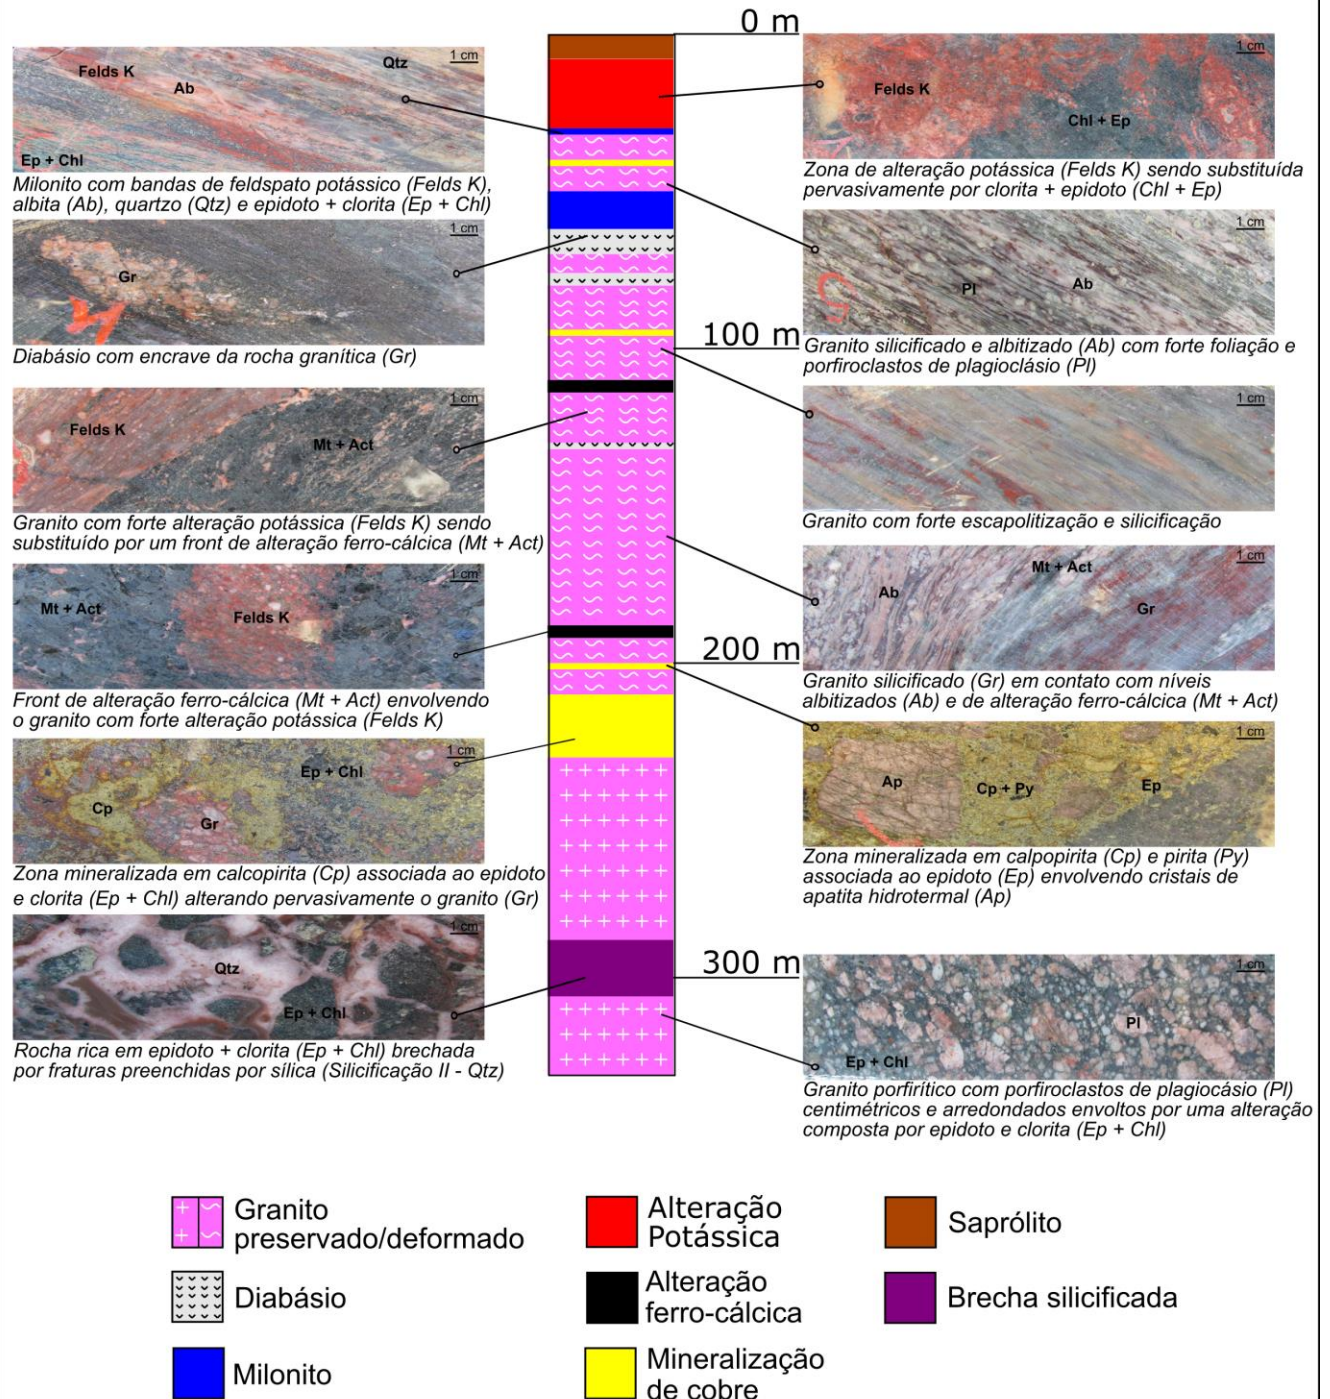 0 m
Felds K
Ab
Qtz
Ep + Chl
1 cm
Milonito com bandas de feldspato potássico (Felds K),
albita (Ab), quartzo (Qtz) e epidoto + clorita (Ep + Chl)
Gr
1 cm
Diabásio com encrave da rocha granítica (Gr)
Felds K
Mt + Act
1 cm
Granito com forte alteração potássica (Felds K) sendo
substituído por um front de alteração ferro-cálcica (Mt + Act)
Mt + Act
Felds K
1 cm
Front de alteração ferro-cálcica (Mt + Act) envolvendo
o granito com forte alteração potássica (Felds K)
Cp
Gr
Ep + Chl
1 cm
Zona mineralizada em calcopirita (Cp) associada ao epidoto
e clorita (Ep + Chl) alterando pervasivamente o granito (Gr)
Qtz
Ep + Chl
1 cm
Rocha rica em epidoto + clorita (Ep + Chl) brechada
por fraturas preenchidas por sílica (Silicificação II - Qtz)
100 m
200 m
300 m
Felds K
Chl + Ep
1 cm
Zona de alteração potássica (Felds K) sendo substituída
pervasivamente por clorita + epidoto (Chl + Ep)
Pl
Ab
1 cm
Granito silicificado e albitizado (Ab) com forte foliação e
porfiroclastos de plagioclásio (Pl)
1 cm
Granito com forte escapolitização e silicificação
Ab
Mt + Act
Gr
1 cm
Granito silicificado (Gr) em contato com níveis
albitizados (Ab) e de alteração ferro-cálcica (Mt + Act)
Ap
Cp + Py
Ep
1 cm
Zona mineralizada em calpopirita (Cp) e pirita (Py)
associada ao epidoto (Ep) envolvendo cristais de
apatita hidrotermal (Ap)
Pl
Ep + Chl
1 cm
Granito porfirítico com porfiroclastos de plagiocásio (Pl)
centimétricos e arredondados envoltos por uma alteração
composta por epidoto e clorita (Ep + Chl)
Granito
preservado/deformado
Diabásio
Milonito
Alteração
Potássica
Alteração
ferro-cálcica
Mineralização
de cobre
Saprólito
Brecha silicificada